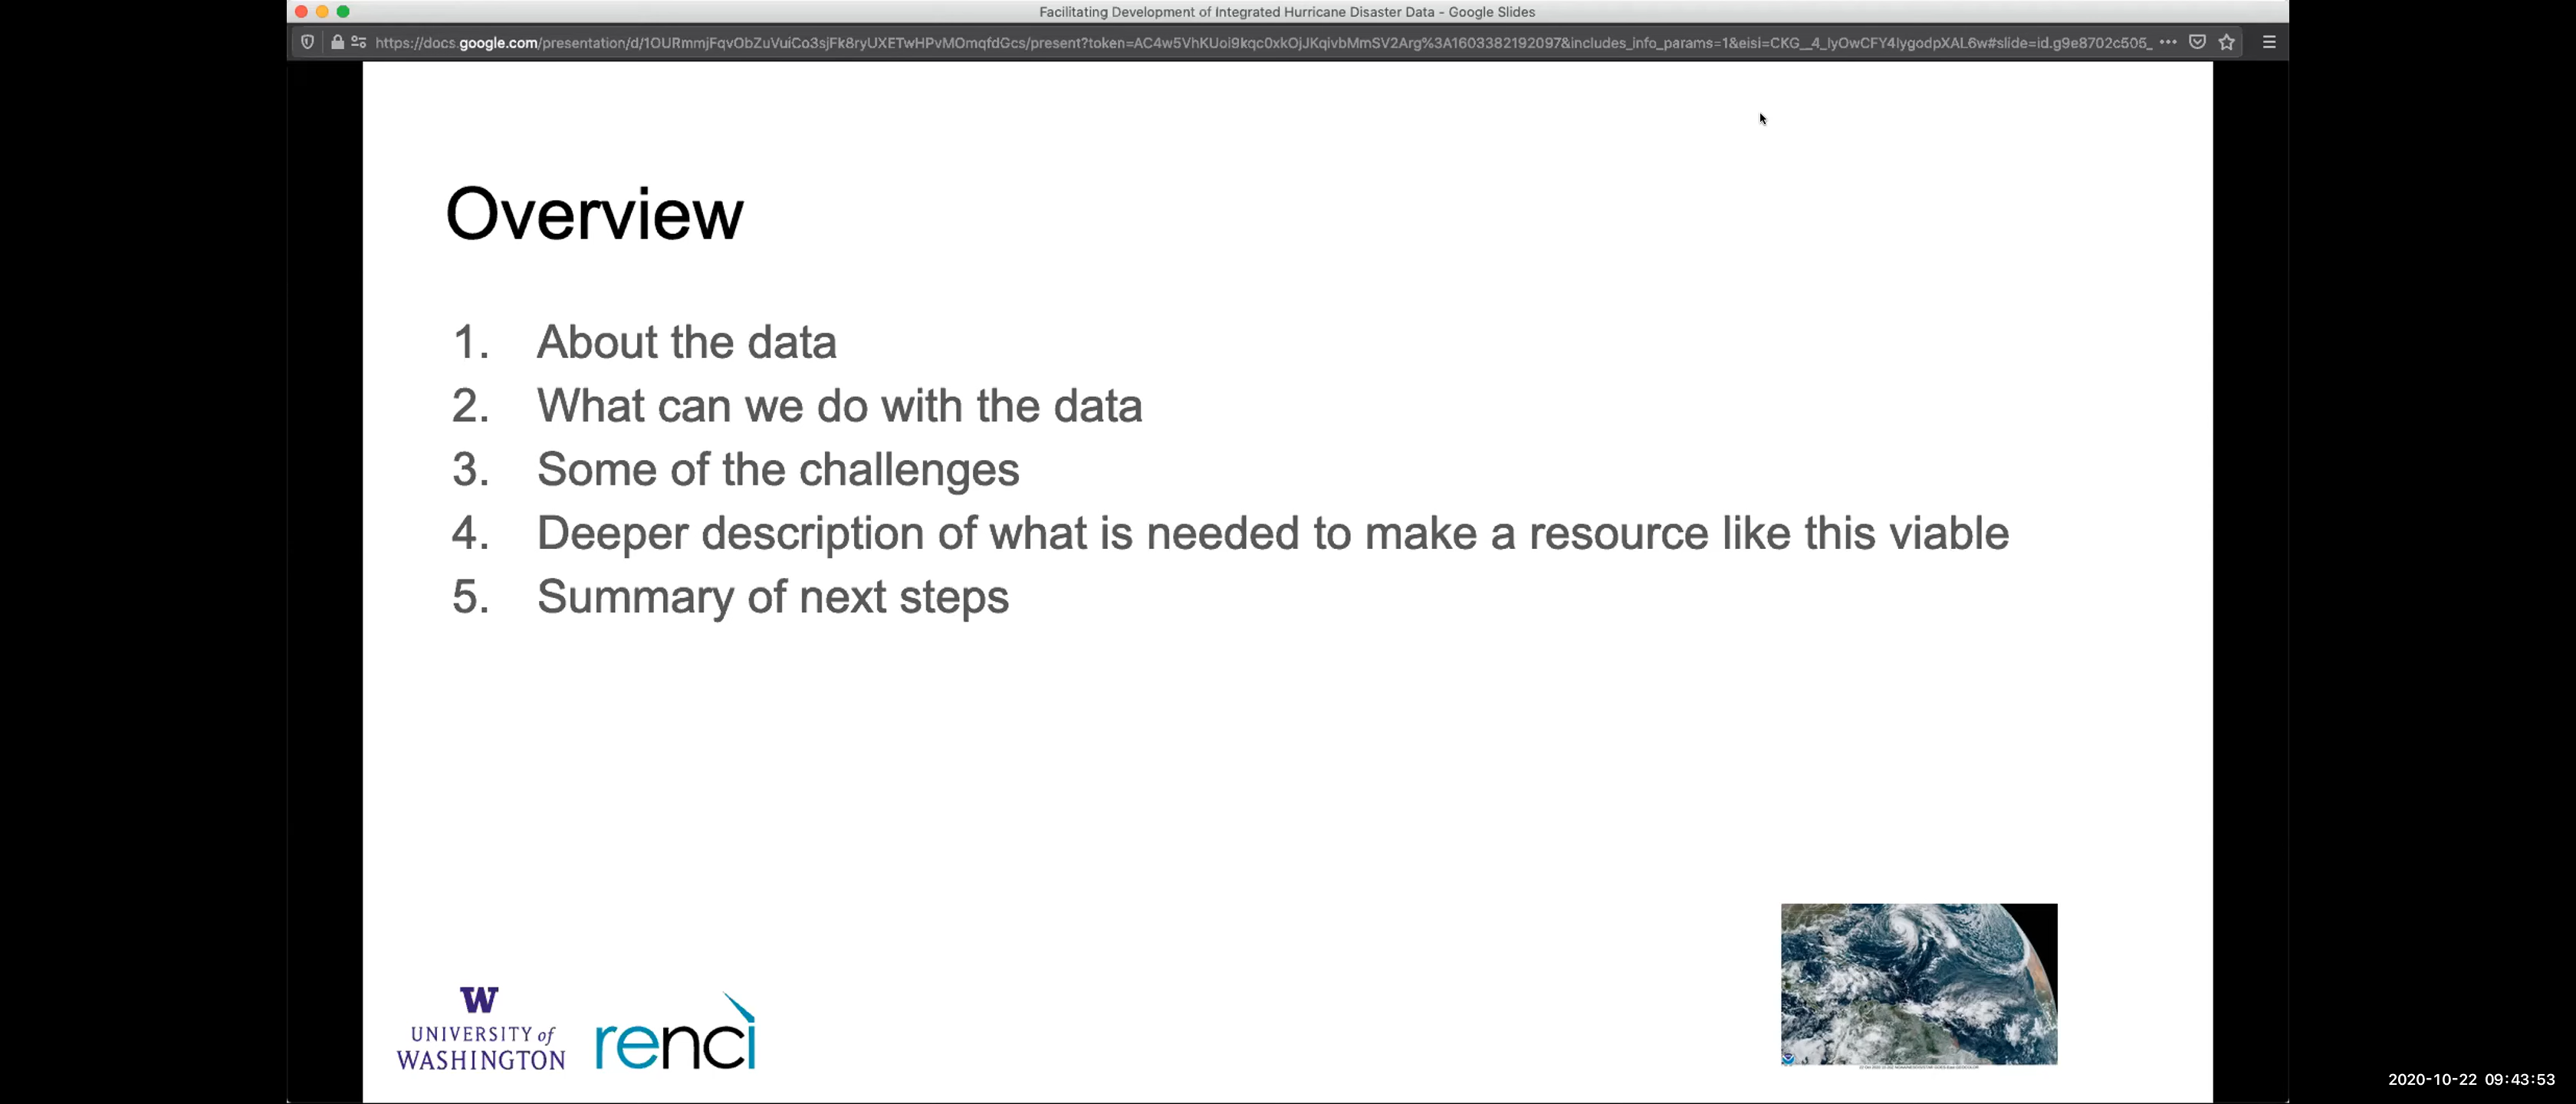 Facilitating Development of Integrated Hurricane Disaster Data - Google Slides
https://docs.google.com/presentation/d/1OURmmjFqvObZuVuiCo3sjFk8ryUXETwHPvMOmqfdGcs/present?token=AC4w5VhKUoi9kqc0xkOjJKqivbMmSV2Arg%3A1603382192097&includes_info_params=1&eisi=CKG__4_lyOwCFY4lygodpXAL6w#slide=id.g9e8702c505_
Overview
1. About the data
2. What can we do with the data
3. Some of the challenges
4. Deeper description of what is needed to make a resource like this viable
5. Summary of next steps
W
UNIVERSITY of
WASHINGTON
renci
2020-10-22 09:43:53